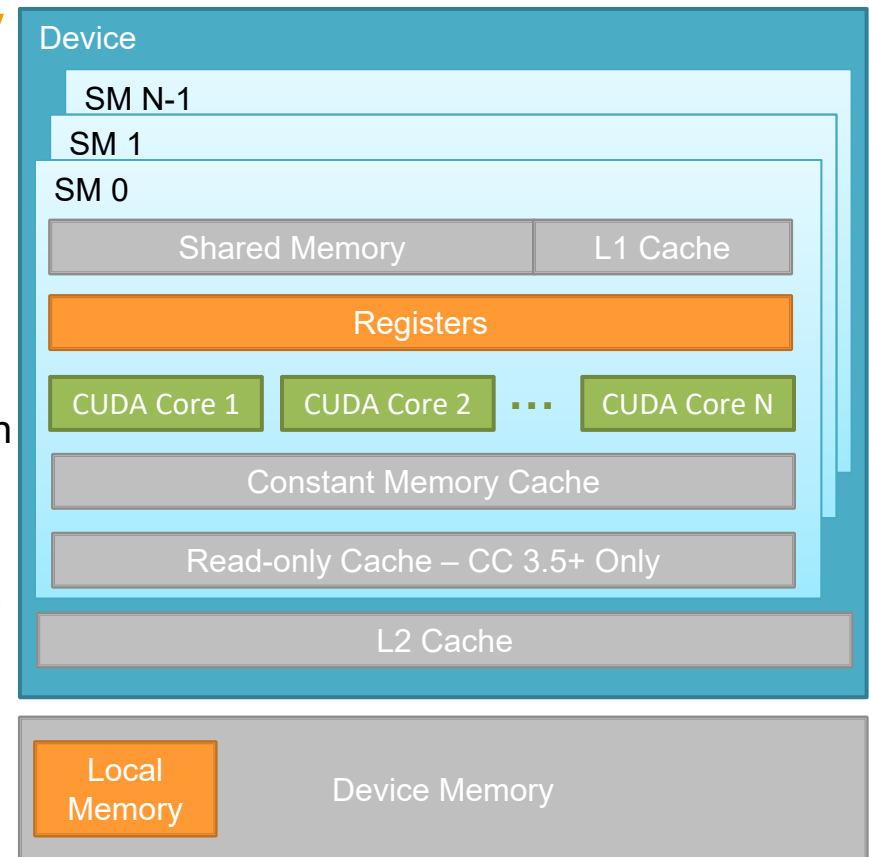 Device
SM N-1
SM 1
SM 0
Shared Memory
L1 Cache
Registers
CUDA Core 1
CUDA Core 2
...
CUDA Core N
Constant Memory Cache
Read-only Cache – CC 3.5+ Only
L2 Cache
Local
Memory
Device Memory